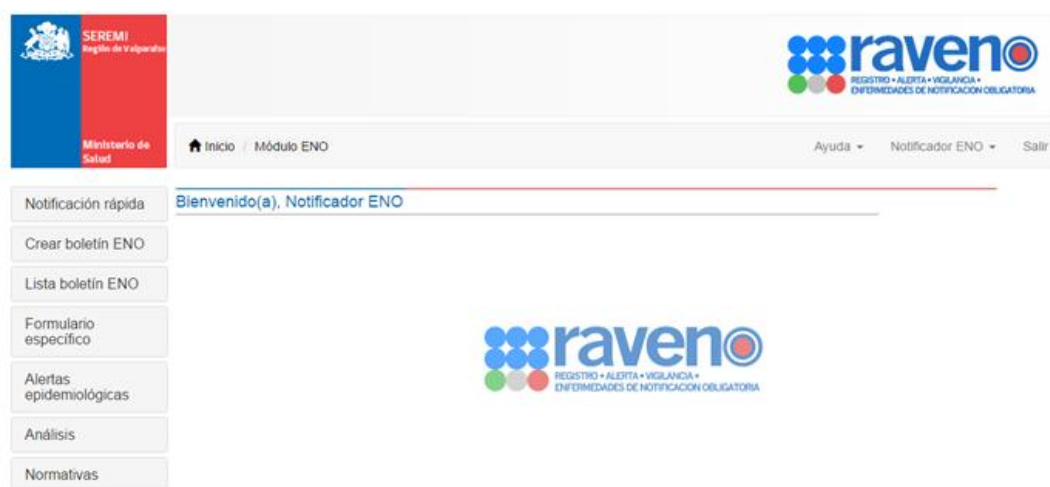 SEREMI
Región de Valparaíso
Ministerio de
Salud
raveno
REGISTRO • ALERTA • VIGILANCIA •
ENFERMEDADES DE NOTIFICACION OBLIGATORIA
Inicio / Módulo ENO
Ayuda
Notificador ENO
Salir
Bienvenido(a), Notificador ENO
Notificación rápida
Crear boletín ENO
Lista boletín ENO
Formulario
específico
Alertas
epidemiológicas
Análisis
Normativas
raveno
REGISTRO • ALERTA • VIGILANCIA •
ENFERMEDADES DE NOTIFICACION OBLIGATORIA